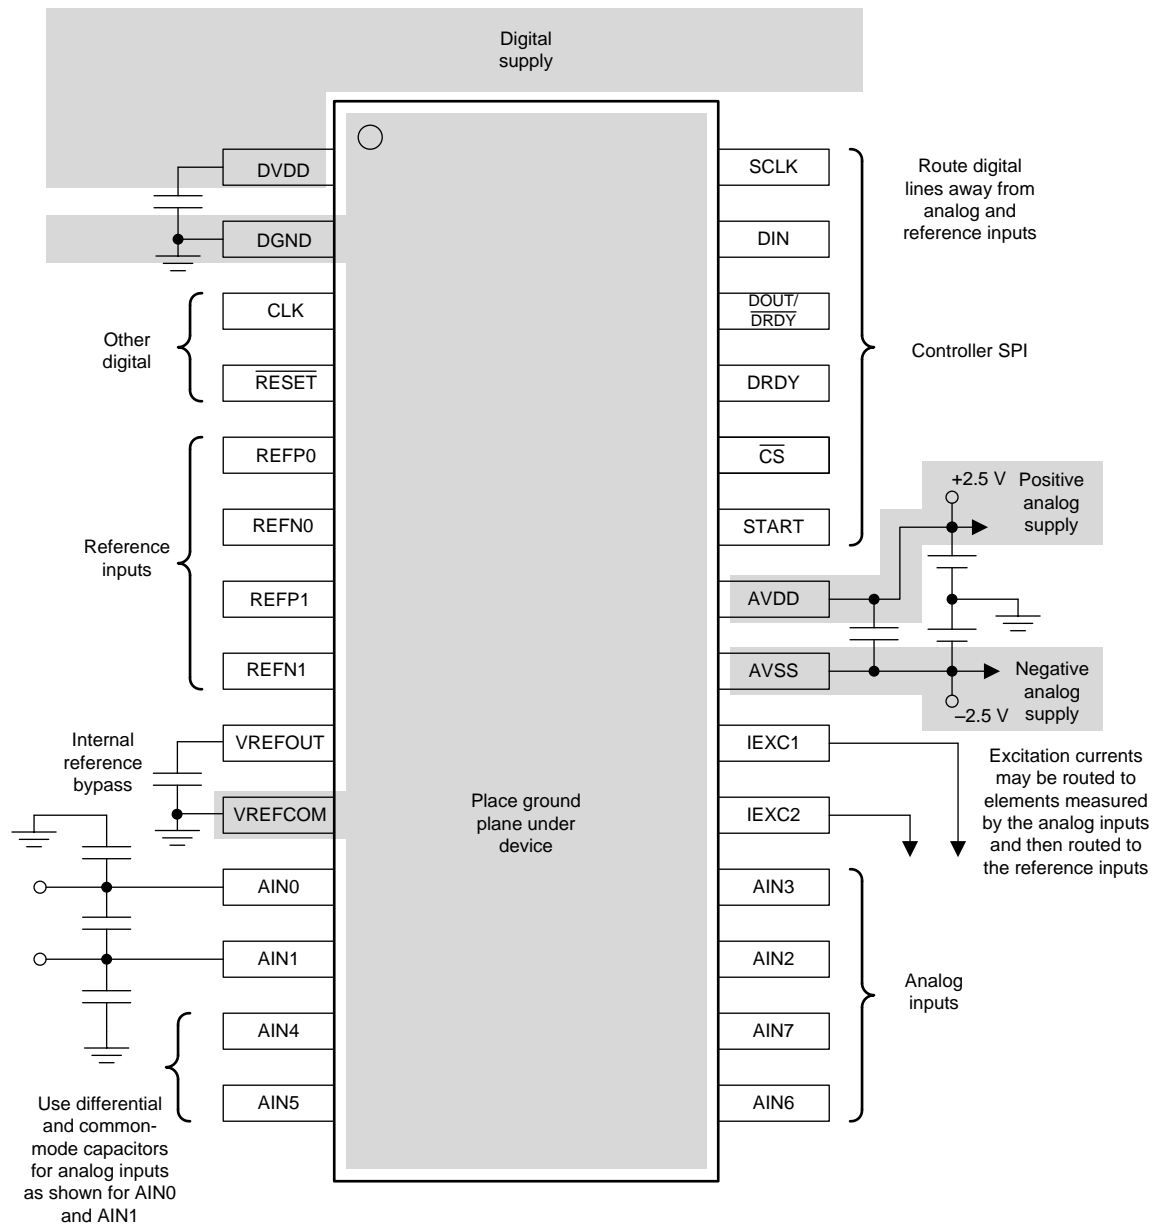 Digital
supply
DVDD
DGND
CLK
RESET
Other
digital
REFP0
REFN0
REFP1
REFN1
Reference
inputs
VREFOUT
VREFCOM
Internal
reference
bypass
AIN0
AIN1
AIN4
AIN5
Use differential
and common-
mode capacitors
for analog inputs
as shown for AIN0
and AIN1
Place ground
plane under
device
SCLK
DIN
DOUT/
DRDY
DRDY
CS
START
Route digital
lines away from
analog and
reference inputs
Controller SPI
AVDD
AVSS
+2.5 V
Positive
analog
supply
Negative
analog
supply
–2.5 V
IEXC1
IEXC2
Excitation currents
may be routed to
elements measured
by the analog inputs
and then routed to
the reference inputs
AIN3
AIN2
AIN7
AIN6
Analog
inputs